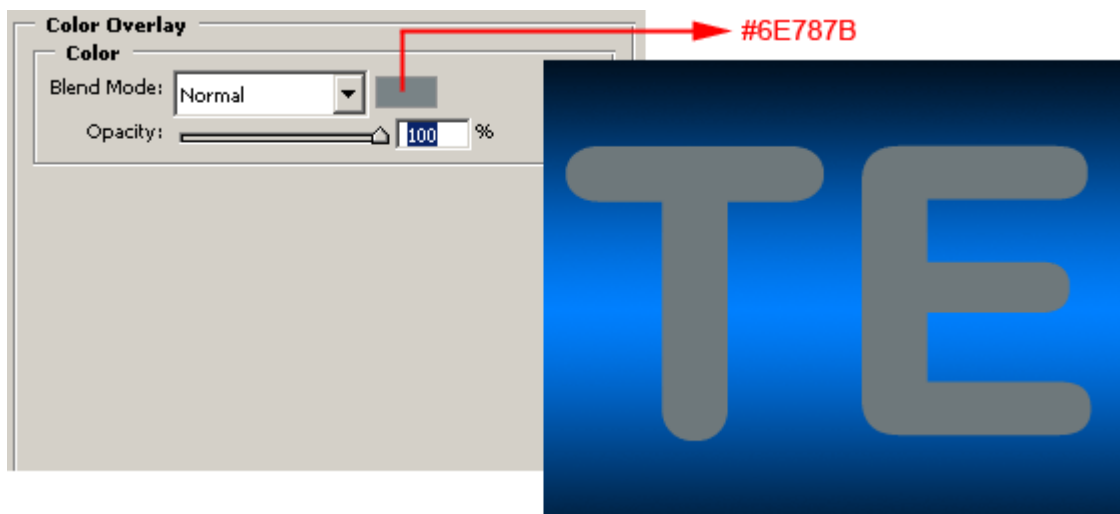 Color Overlay
#6E787B
Color
Blend Mode: Normal
Opacity: 100 %
TE